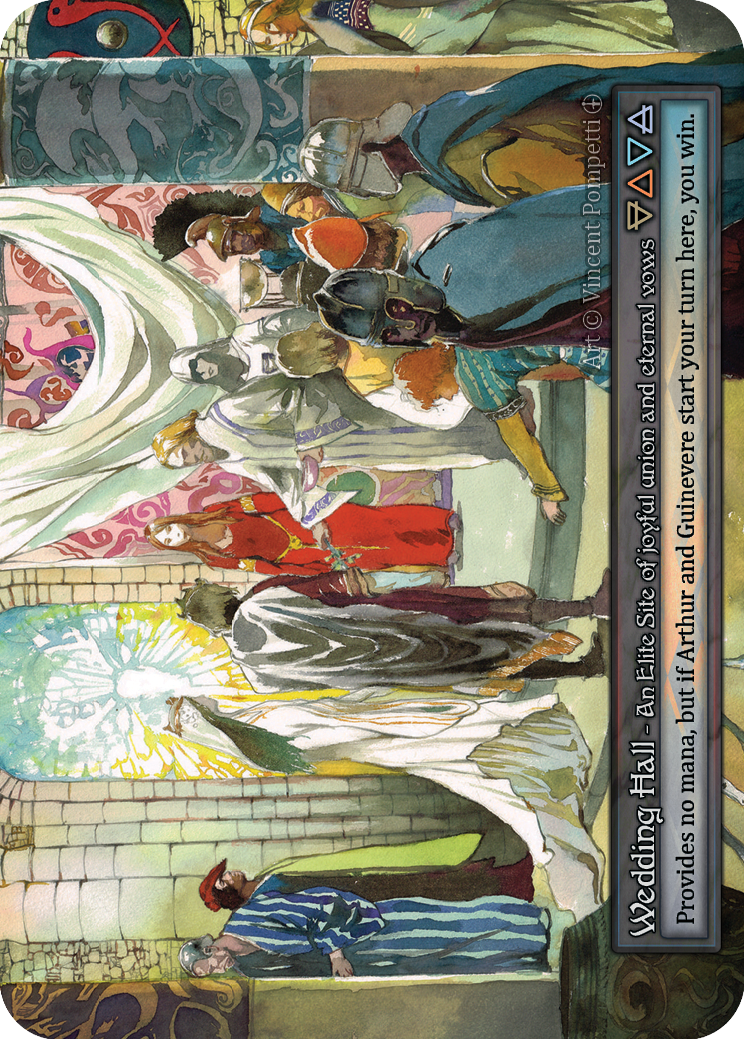 Art © Vincent Pompetti
Wedding Hall - An Elite Site of joyful union and eternal vows
Provides no mana, but if Arthur and Guinevere start your turn here, you win.